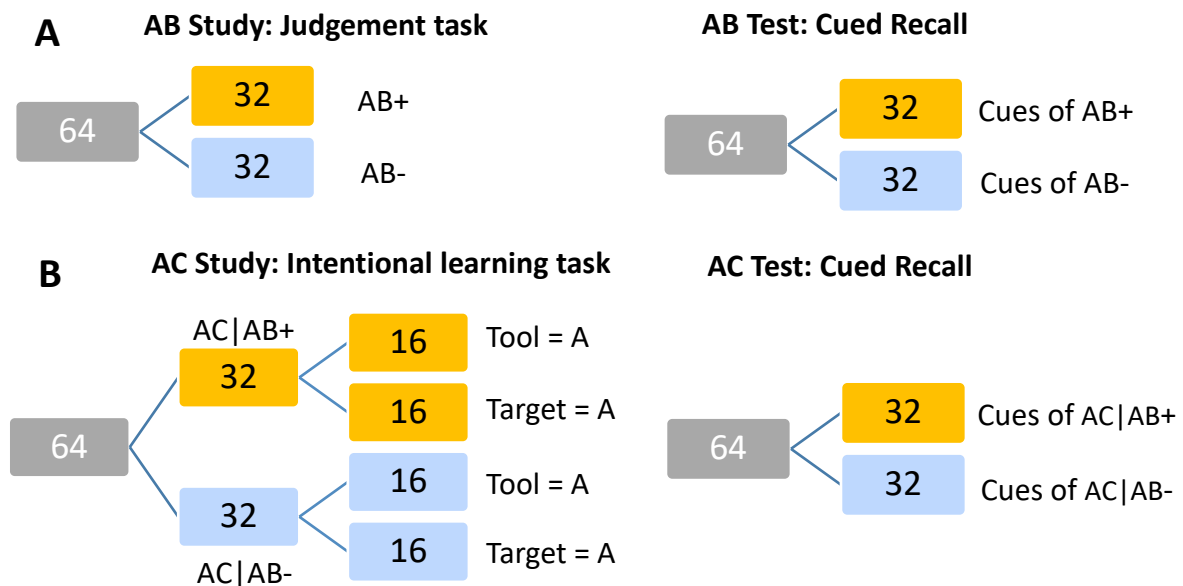 A
AB Study: Judgement task
AB Test: Cued Recall
64
32
AB+
32
AB-
64
32
Cues of AB+
32
Cues of AB-
B
AC Study: Intentional learning task
AC Test: Cued Recall
64
AC|AB+
32
16
Tool = A
16
Target = A
32
AC|AB-
16
Tool = A
16
Target = A
64
32
Cues of AC|AB+
32
Cues of AC|AB-